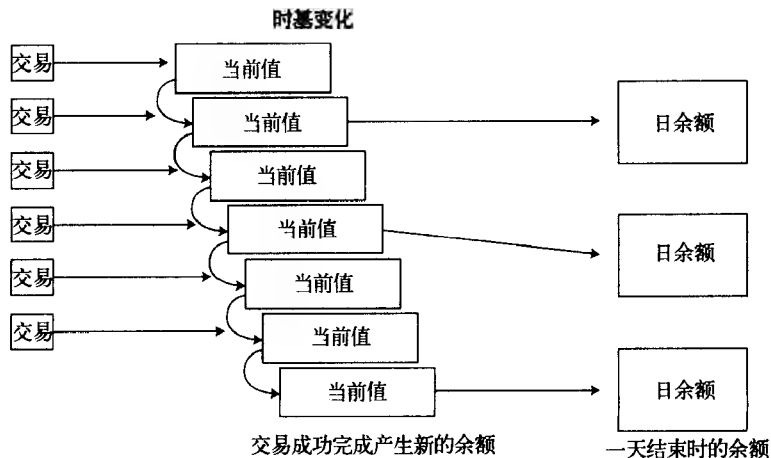 时基变化
交易
当前值
交易
当前值
日余额
交易
当前值
交易
当前值
日余额
交易
当前值
交易
当前值
当前值
日余额
交易成功完成产生新的余额
一天结束时的余额